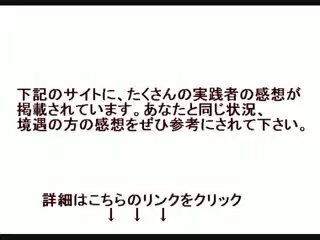 下記のサイトに、たくさんの実践者の感想が
掲載されています。あなたと同じ状況、
境遇の方の感想をぜひ参考にされて下さい。
詳細はこちらのリンクをクリック
↓ ↓ ↓